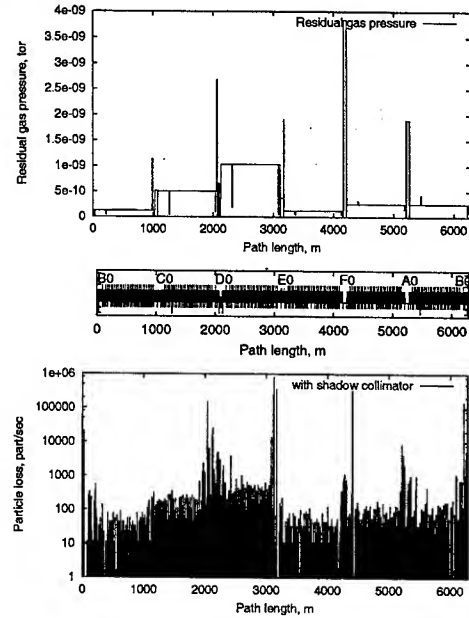 4e-09
Residual gas pressure
3.5e-09
3e-09
2.5e-09
2e-09
1.5e-09
1e-09
5e-10
0
Residual gas pressure, tor
0 1000 2000 3000 4000 5000 6000
Path length, m
B0 C0 D0 E0 F0 A0 B0
0 1000 2000 3000 4000 5000 6000
Path length, m
1e+06
with shadow collimator
100000
10000
1000
100
10
1
Particle loss, part/sec
0 1000 2000 3000 4000 5000 6000
Path length, m